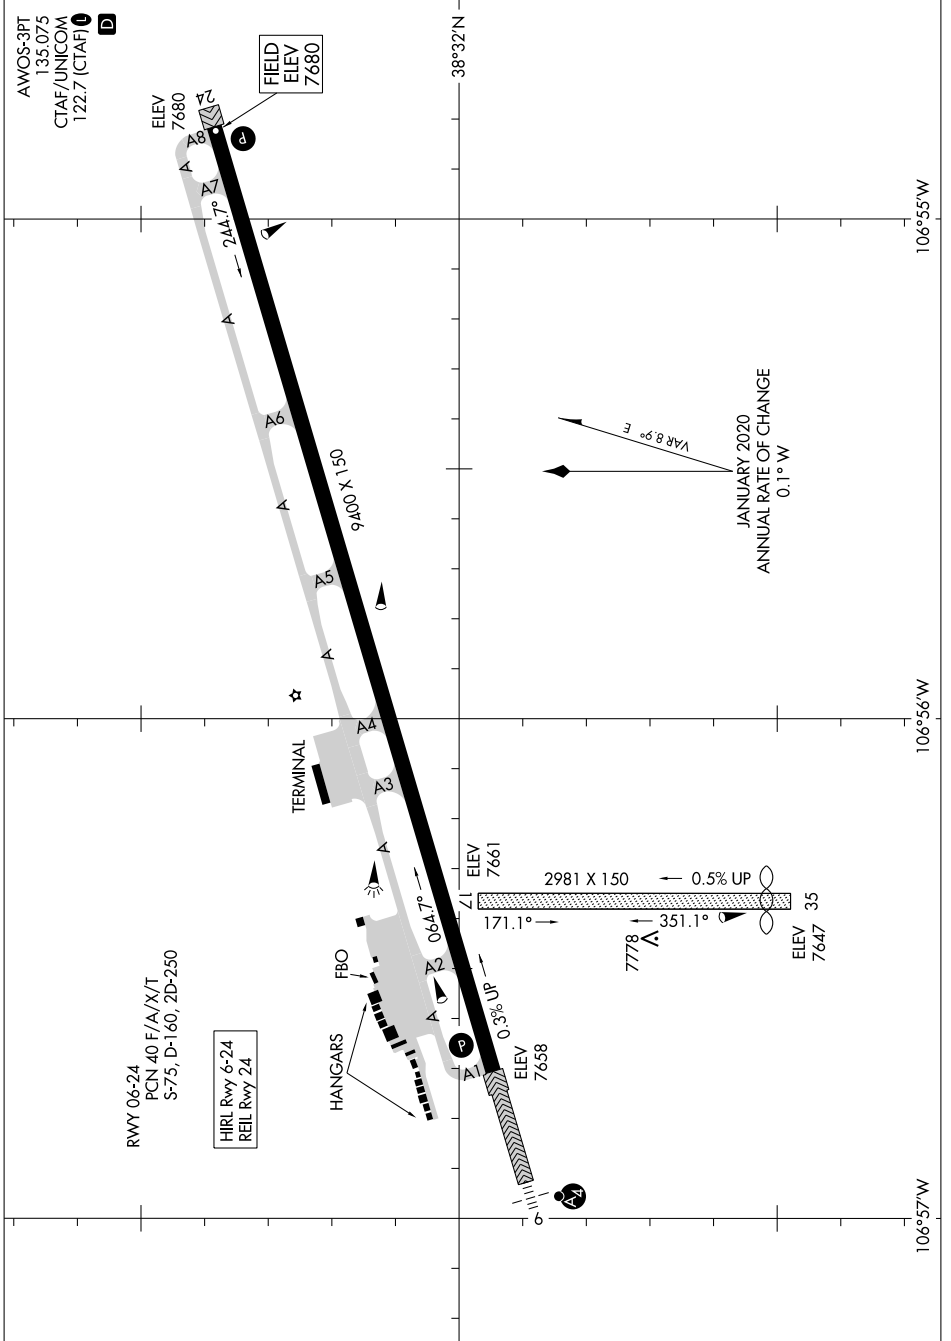 AWOS-3PT
135.075
CTAF/UNICOM
122.7 (CTAF) L
D
ELEV
7680
24
FIELD
ELEV
7680
38°32'N
A8
P
A
A7
244.7°
106°55'W
A
A6
9400 X 150
A
VAR 8.9° E
JANUARY 2020
ANNUAL RATE OF CHANGE
0.1° W
A5
A
A4
106°56'W
TERMINAL
A3
A
ELEV
7661
17
2981 X 150
0.5% UP
171.1°
351.1°
35
7778
ELEV
7647
064.7°
A2
FBO
A
0.3% UP
P
HANGARS
A1
ELEV
7658
RWY 06-24
PCN 40 F/A/X/T
S-75, D-160, 2D-250
HIRL Rwy 6-24
REIL Rwy 24
6
A4
106°57'W